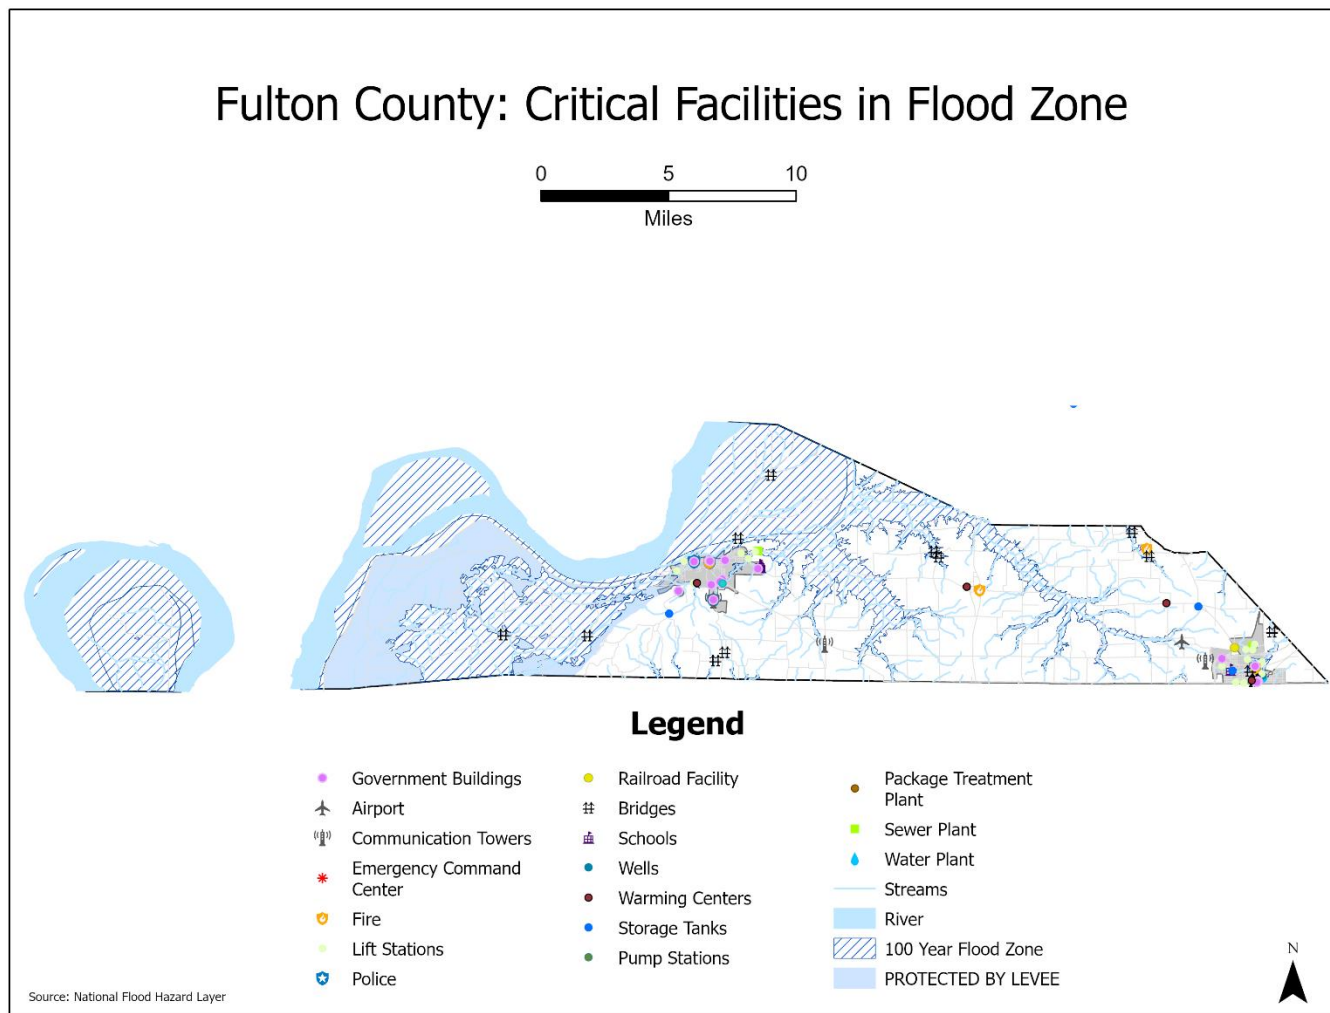 Fulton County: Critical Facilities in Flood Zone
0 5 10
Miles
Legend
Government Buildings
Airport
Communication Towers
Emergency Command
Center
Fire
Lift Stations
Police
Railroad Facility
Bridges
Schools
Wells
Warming Centers
Storage Tanks
Pump Stations
Package Treatment
Plant
Sewer Plant
Water Plant
Streams
River
100 Year Flood Zone
PROTECTED BY LEVEE
N
Source: National Flood Hazard Layer